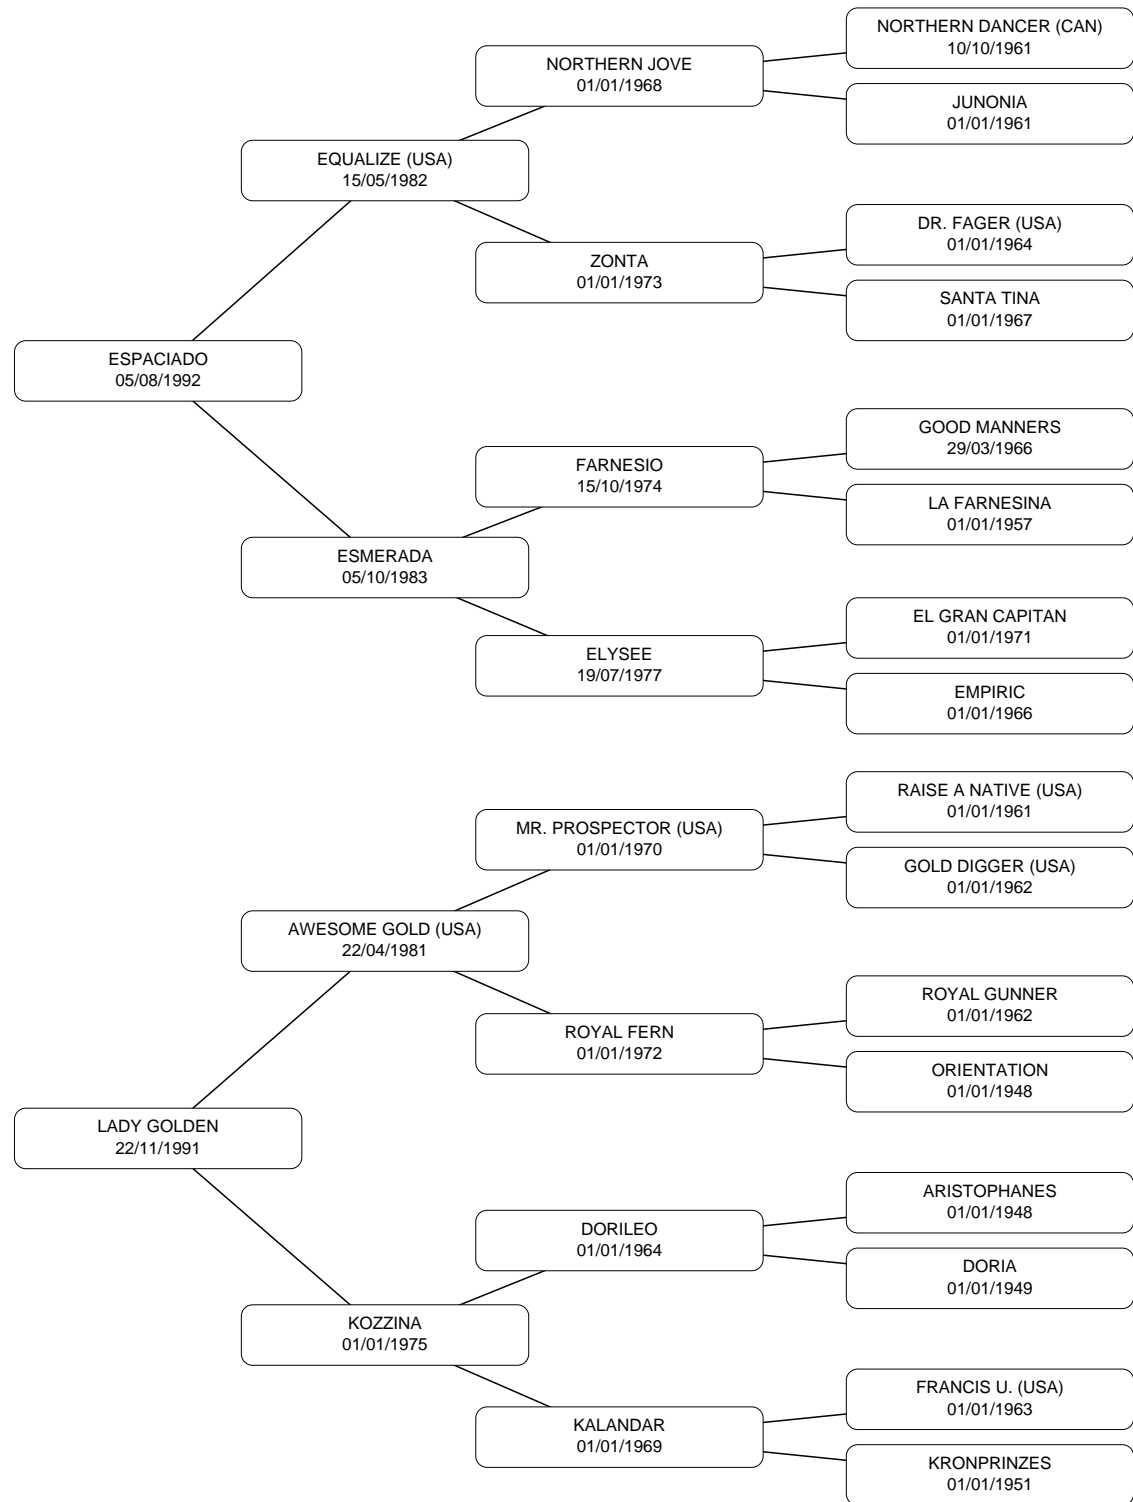 NORTHERN DANCER (CAN)
10/10/1961
NORTHERN JOVE
01/01/1968
JUNONIA
01/01/1961
EQUALIZE (USA)
15/05/1982
DR. FAGER (USA)
01/01/1964
ZONTA
01/01/1973
SANTA TINA
01/01/1967
ESPACIADO
05/08/1992
GOOD MANNERS
29/03/1966
FARNESIO
15/10/1974
LA FARNESINA
01/01/1957
ESMERADA
05/10/1983
EL GRAN CAPITAN
01/01/1971
ELYSEE
19/07/1977
EMPIRIC
01/01/1966
RAISE A NATIVE (USA)
01/01/1961
MR. PROSPECTOR (USA)
01/01/1970
GOLD DIGGER (USA)
01/01/1962
AWESOME GOLD (USA)
22/04/1981
ROYAL GUNNER
01/01/1962
ROYAL FERN
01/01/1972
ORIENTATION
01/01/1948
LADY GOLDEN
22/11/1991
ARISTOPHANES
01/01/1948
DORILEO
01/01/1964
DORIA
01/01/1949
KOZZINA
01/01/1975
FRANCIS U. (USA)
01/01/1963
KALANDAR
01/01/1969
KRONPRINZES
01/01/1951